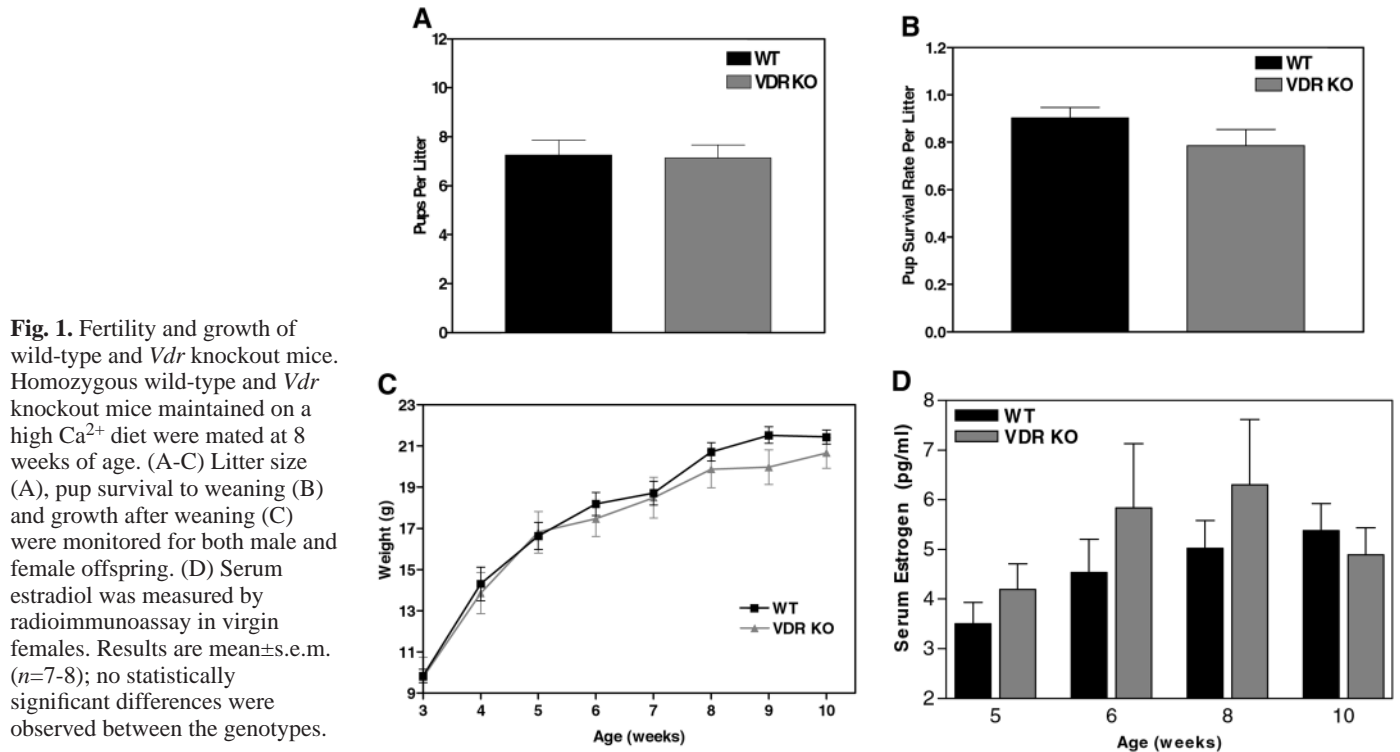 A
12
10
8
6
4
2
0
Pups Per Litter
WT
VDR KO
B
1.2
1.0
0.8
0.6
0.4
0.2
0.0
Pup Survival Rate Per Litter
WT
VDR KO
Fig. 1. Fertility and growth of
wild-type and Vdr knockout mice.
Homozygous wild-type and Vdr
knockout mice maintained on a
high Ca2+ diet were mated at 8
weeks of age. (A-C) Litter size
(A), pup survival to weaning (B)
and growth after weaning (C)
were monitored for both male and
female offspring. (D) Serum
estradiol was measured by
radioimmunoassay in virgin
females. Results are mean±s.e.m.
(n=7-8); no statistically
significant differences were
observed between the genotypes.
C
23
21
19
17
15
13
11
9
Weight (g)
WT
VDR KO
3 4 5 6 7 8 9 10
Age (weeks)
D
8
7
6
5
4
3
2
Serum Estrogen (pg/ml)
WT
VDR KO
5 6 8 10
Age (weeks)